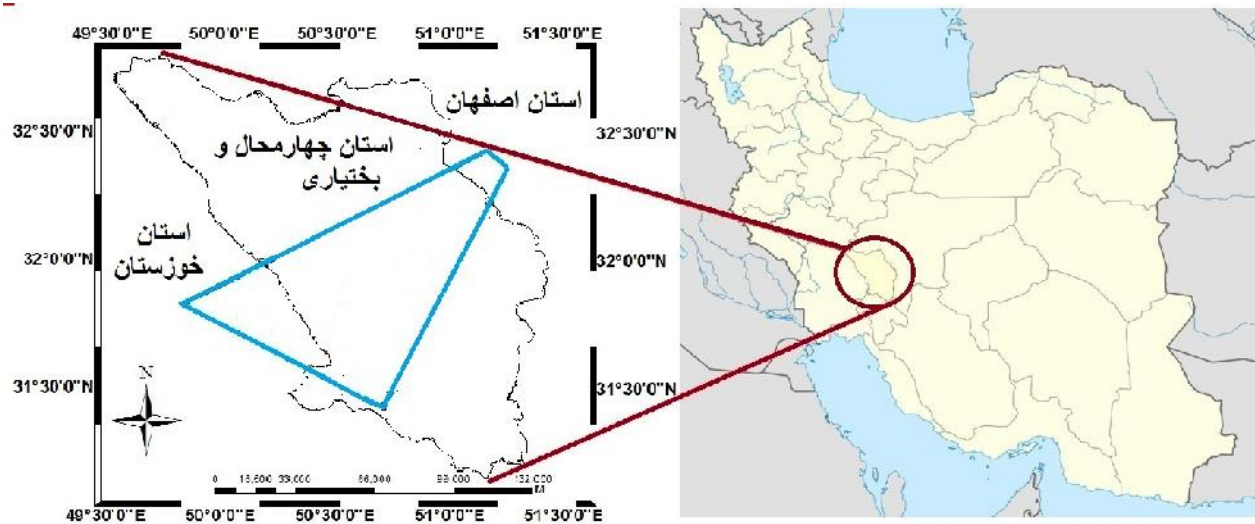 49°30'0"E 50°0'0"E 50°30'0"E 51°0'0"E 51°30'0"E
استان اصفهان
32°30'0"N 32°30'0"N
استان چهارمحال و
بختیاری
استان
خوزستان
32°0'0"N 32°0'0"N
31°30'0"N 31°30'0"N
N
0 16,500 33,000 66,000 99,000 132,000
M
49°30'0"E 50°0'0"E 50°30'0"E 51°0'0"E 51°30'0"E